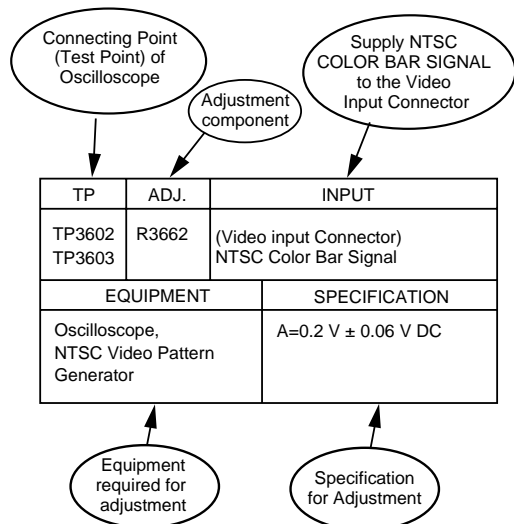 Connecting Point
(Test Point) of
Oscilloscope
Supply NTSC
COLOR BAR SIGNAL
to the Video
Input Connector
Adjustment
component
TP ADJ. INPUT
TP3602 R3662 (Video input Connector)
TP3603 NTSC Color Bar Signal
EQUIPMENT SPECIFICATION
Oscilloscope, A=0.2 V ± 0.06 V DC
NTSC Video Pattern
Generator
Equipment
required for
adjustment
Specification
for Adjustment